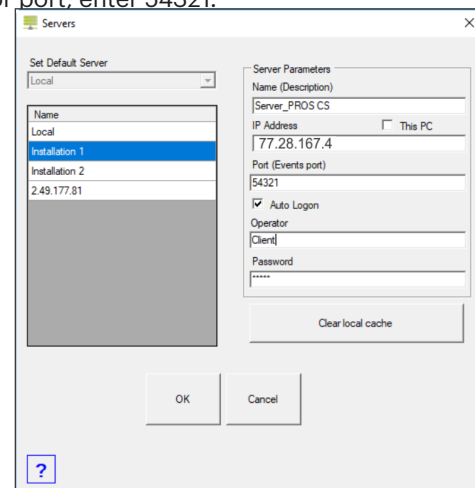 or port, enter 54321.
Servers
Set Default Server
Local
Name
Local
Installation 1
Installation 2
2.49.177.81
Server Parameters
Name (Description)
Server_PROS CS
IP Address
This PC
77.28.167.4
Port (Events port)
54321
Auto Logon
Operator
Client
Password
*****
Clear local cache
OK
Cancel
?